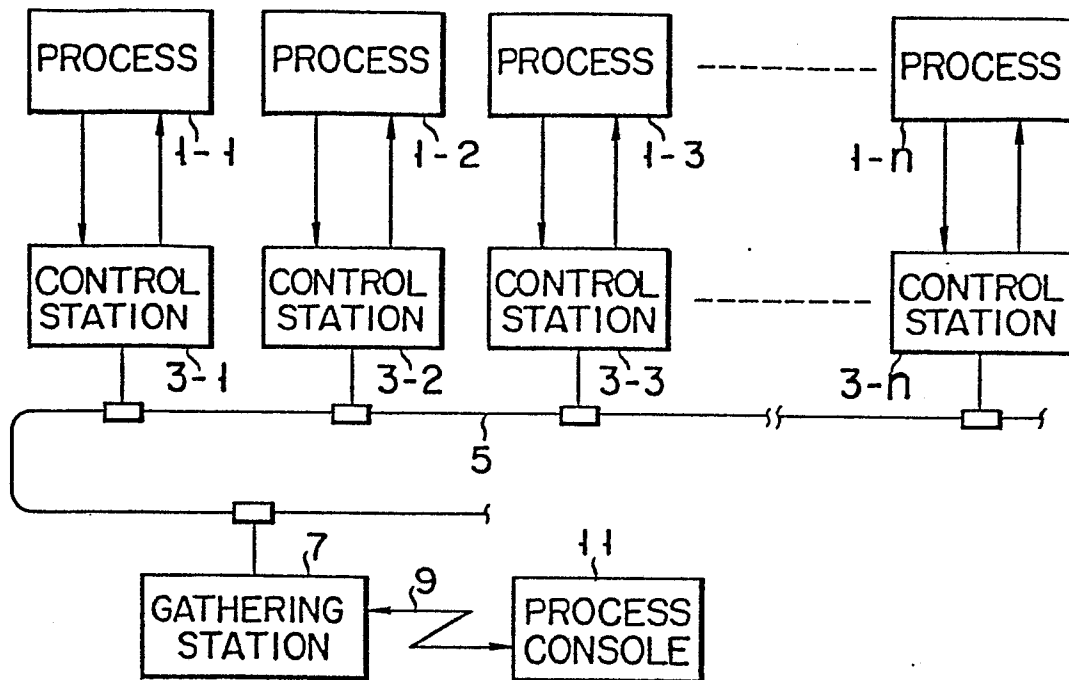 PROCESS PROCESS PROCESS PROCESS
1-1 1-2 1-3 1-n
CONTROL STATION CONTROL STATION CONTROL STATION CONTROL STATION
3-1 3-2 3-3 3-n
5
7
9
11
GATHERING
STATION
PROCESS
CONSOLE